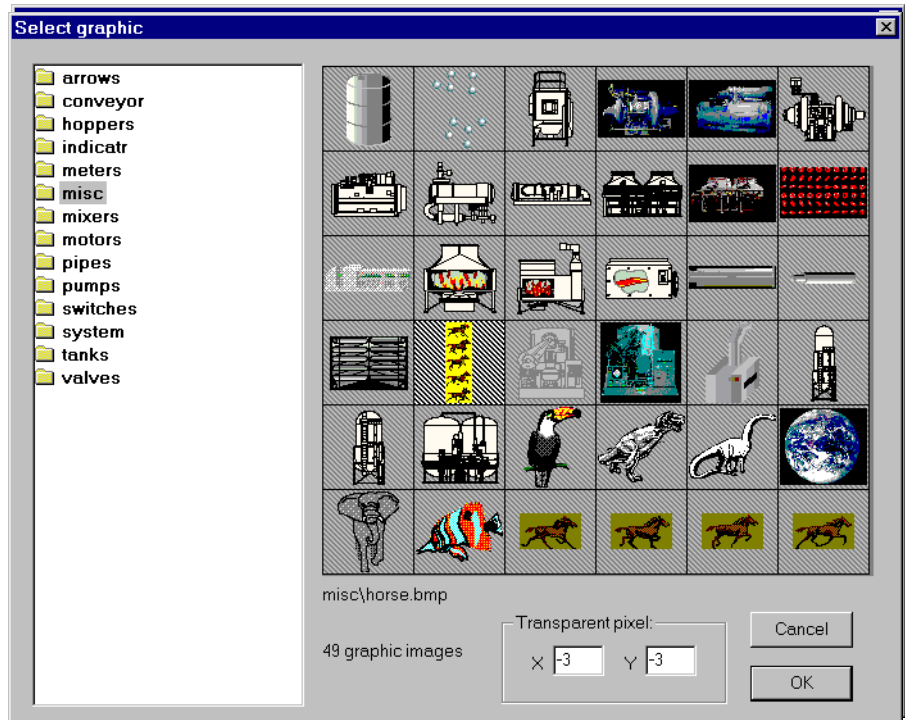 Select graphic
arrows
conveyor
hoppers
indicatr
meters
misc
mixers
motors
pipes
pumps
switches
system
tanks
valves
misc\horse.bmp
49 graphic images
Transparent pixel:
X -3 Y -3
Cancel
OK